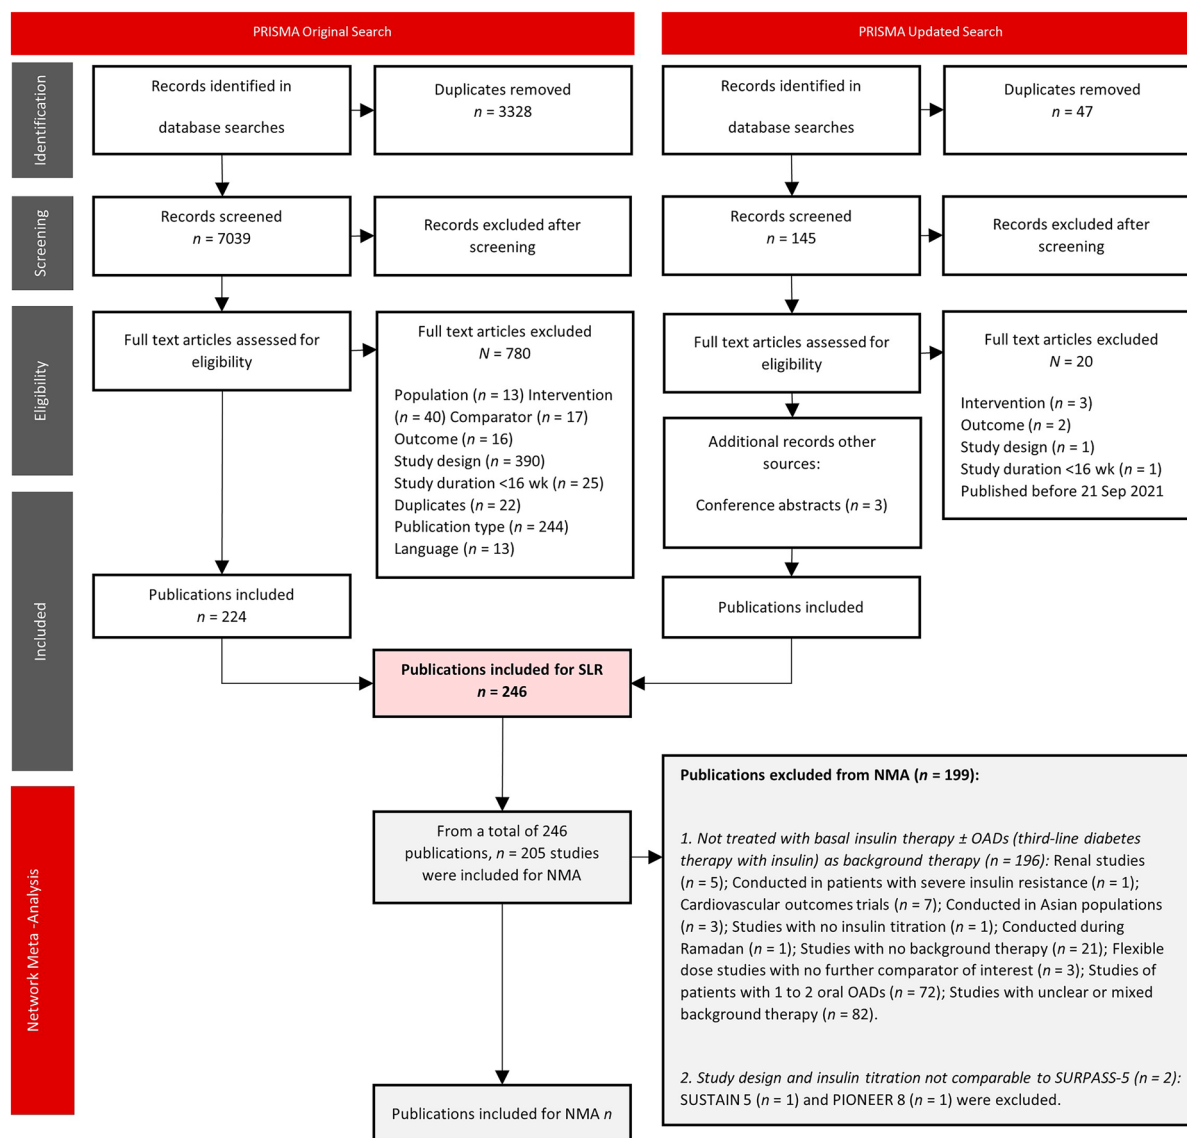 PRISMA Original Search
PRISMA Updated Search
Identification
Records identified in
database searches
Duplicates removed
n = 3328
Records identified in
database searches
Duplicates removed
n = 47
Screening
Records screened
n = 7039
Records excluded after
screening
Records screened
n = 145
Records excluded after
screening
Eligibility
Full text articles assessed for
eligibility
Full text articles excluded
N = 780
Population (n = 13) Intervention
(n = 40) Comparator (n = 17)
Outcome (n = 16)
Study design (n = 390)
Study duration <16 wk (n = 25)
Duplicates (n = 22)
Publication type (n = 244)
Language (n = 13)
Full text articles assessed for
eligibility
Full text articles excluded
N = 20
Intervention (n = 3)
Outcome (n = 2)
Study design (n = 1)
Study duration <16 wk (n = 1)
Published before 21 Sep 2021
Additional records other
sources:
Conference abstracts (n = 3)
Included
Publications included
n = 224
Publications included
Publications included for SLR
n = 246
Network Meta -Analysis
From a total of 246
publications, n = 205 studies
were included for NMA
Publications excluded from NMA (n = 199):
1. Not treated with basal insulin therapy ± OADs (third-line diabetes
therapy with insulin) as background therapy (n = 196): Renal studies
(n = 5); Conducted in patients with severe insulin resistance (n = 1);
Cardiovascular outcomes trials (n = 7); Conducted in Asian populations
(n = 3); Studies with no insulin titration (n = 1); Conducted during
Ramadan (n = 1); Studies with no background therapy (n = 21); Flexible
dose studies with no further comparator of interest (n = 3); Studies of
patients with 1 to 2 oral OADs (n = 72); Studies with unclear or mixed
background therapy (n = 82).
2. Study design and insulin titration not comparable to SURPASS-5 (n = 2):
SUSTAIN 5 (n = 1) and PIONEER 8 (n = 1) were excluded.
Publications included for NMA n